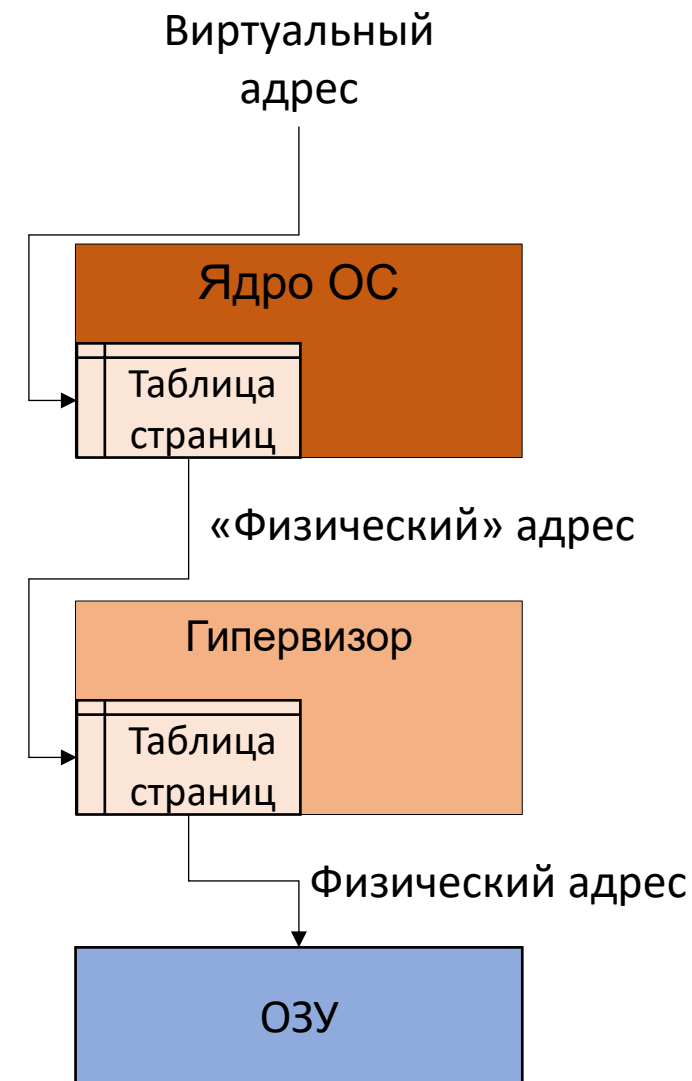 Виртуальный
адрес
Ядро ОС
Таблица
страниц
«Физический» адрес
Гипервизор
Таблица
страниц
Физический адрес
ОЗУ